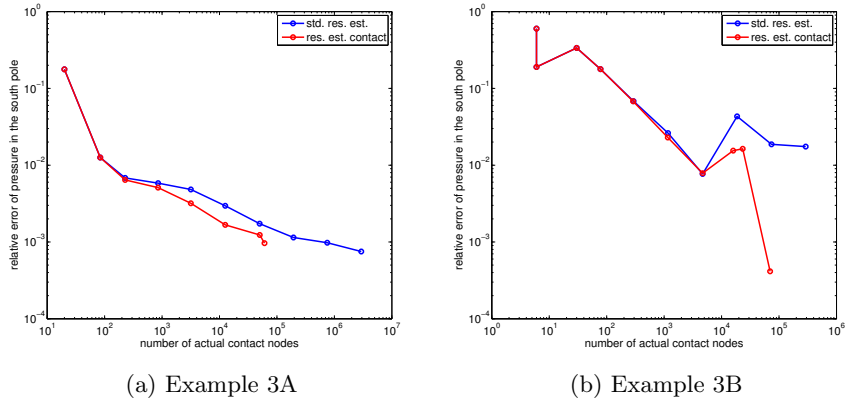 10^0
10^-1
10^-2
10^-3
10^-4
relative error of pressure in the south pole
std. res. est.
res. est. contact
10^1 10^2 10^3 10^4 10^5 10^6 10^7
number of actual contact nodes
(a) Example 3A
10^0
10^-1
10^-2
10^-3
10^-4
relative error of pressure in the south pole
std. res. est.
res. est. contact
10^0 10^1 10^2 10^3 10^4 10^5 10^6
number of actual contact nodes
(b) Example 3B